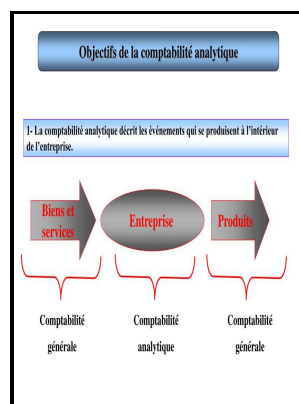 Objectifs de la comptabilité analytique
1- La comptabilité analytique décrit les événements qui se produisent à l'intérieur
de l'entreprise.
Biens et
services
Entreprise
Produits
Comptabilité
générale
Comptabilité
analytique
Comptabilité
générale